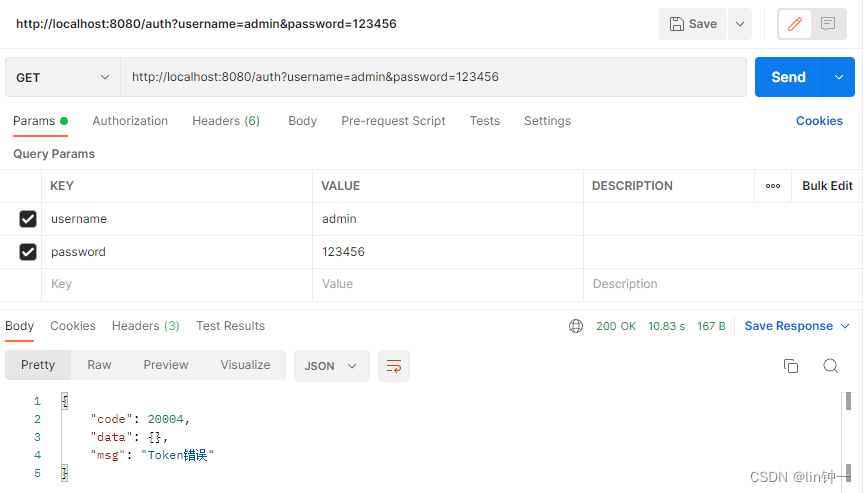 http://localhost:8080/auth?username=admin&password=123456 Save
GET http://localhost:8080/auth?username=admin&password=123456 Send
Params Authorization Headers (6) Body Pre-request Script Tests Settings Cookies
Query Params
KEY VALUE DESCRIPTION Bulk Edit
username admin
password 123456
Key Value Description
Body Cookies Headers (3) Test Results 200 OK 10.83 s 167 B Save Response
Pretty Raw Preview Visualize JSON
1 {
2 "code": 20004,
3 "data": {},
4 "msg": "Token错误"
5 }
CSDN @lin钟一